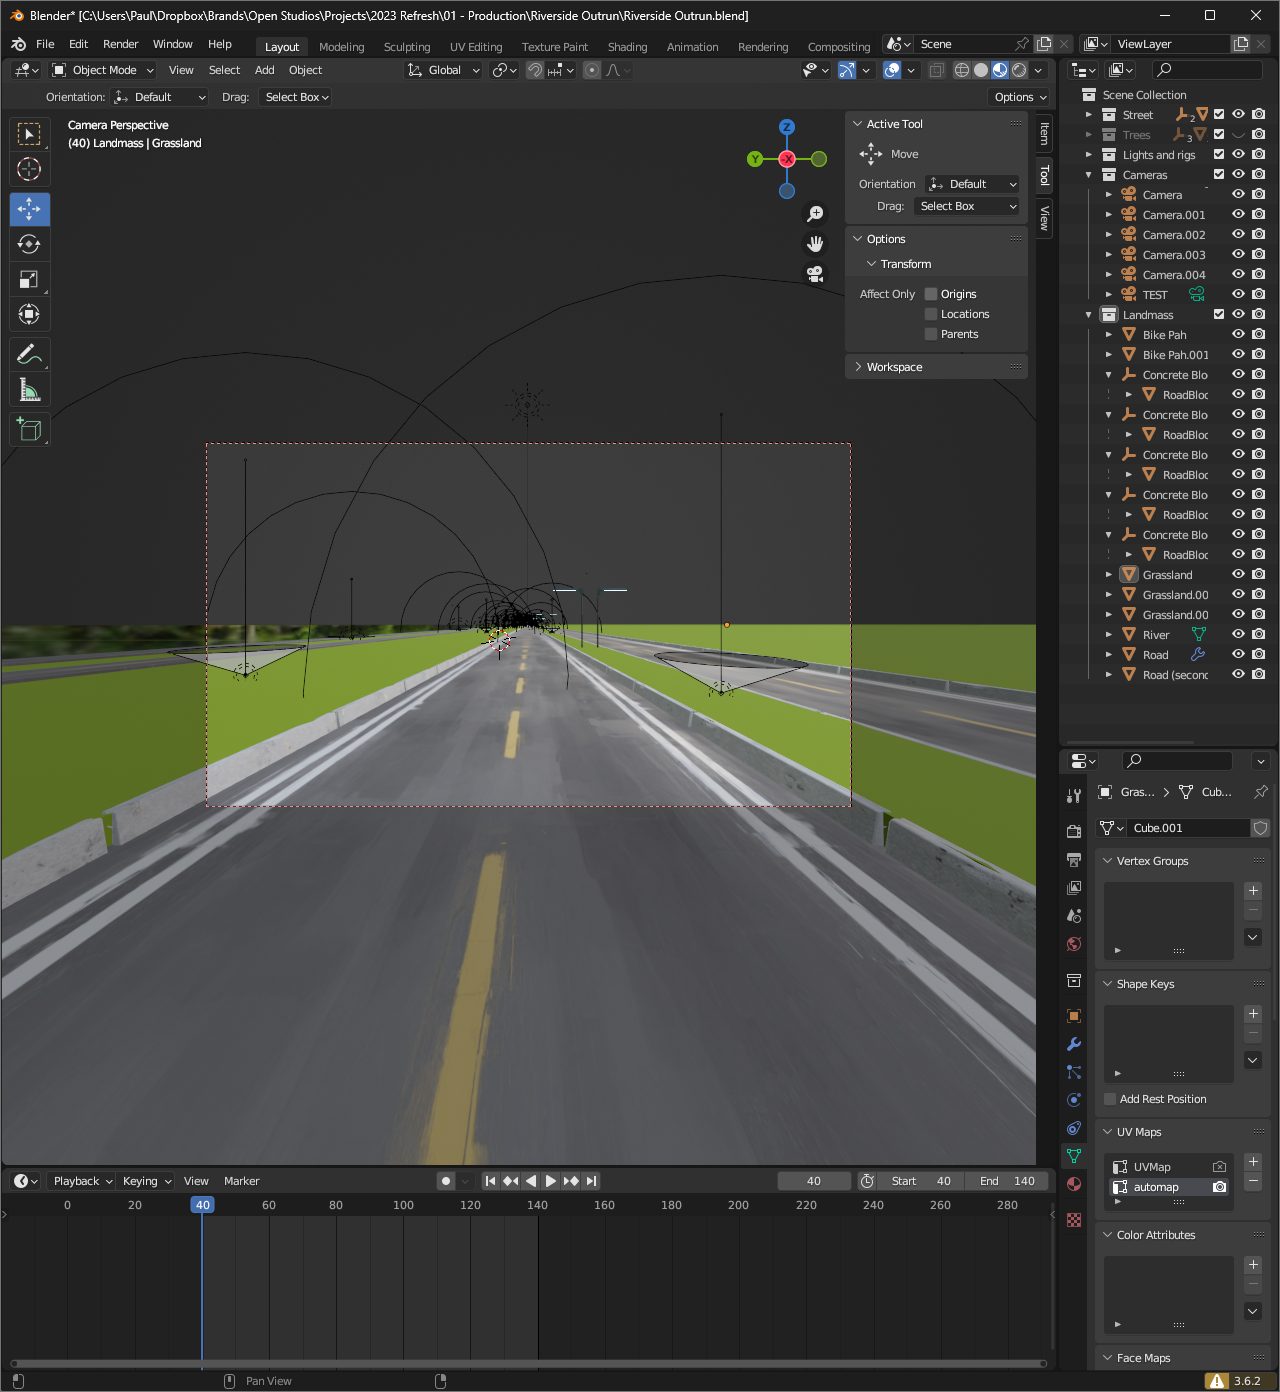 Blender* [C:\Users\Paul\Dropbox\Brands\Open Studios\Projects\2023 Refresh\01 - Production\Riverside Outrun\Riverside Outrun.blend]
File Edit Render Window Help Layout Modeling Sculpting UV Editing Texture Paint Shading Animation Rendering Compositing Scene ViewLayer
Object Mode View Select Add Object Global
Orientation: Default Drag: Select Box Options
Camera Perspective
(40) Landmass | Grassland
Z
Y
-X
Active Tool
Move
Orientation Default
Drag: Select Box
Options
Transform
Affect Only Origins
Locations
Parents
Workspace
Item
Tool
View
Scene Collection
Street 2
Trees 3
Lights and rigs
Cameras
Camera
Camera.001
Camera.002
Camera.003
Camera.004
TEST
Landmass
Bike Pah
Bike Pah.001
Concrete Blo
RoadBloc
Concrete Blo
RoadBloc
Concrete Blo
RoadBloc
Concrete Blo
RoadBloc
Concrete Blo
RoadBloc
Grassland
Grassland.00
Grassland.00
River
Road
Road (second
Gras... Cub...
Cube.001
Vertex Groups
Shape Keys
Add Rest Position
UV Maps
UVMap
automap
Color Attributes
Face Maps
Playback Keying View Marker 40 Start 40 End 140
0 20 40 60 80 100 120 140 160 180 200 220 240 260 280
Pan View
3.6.2